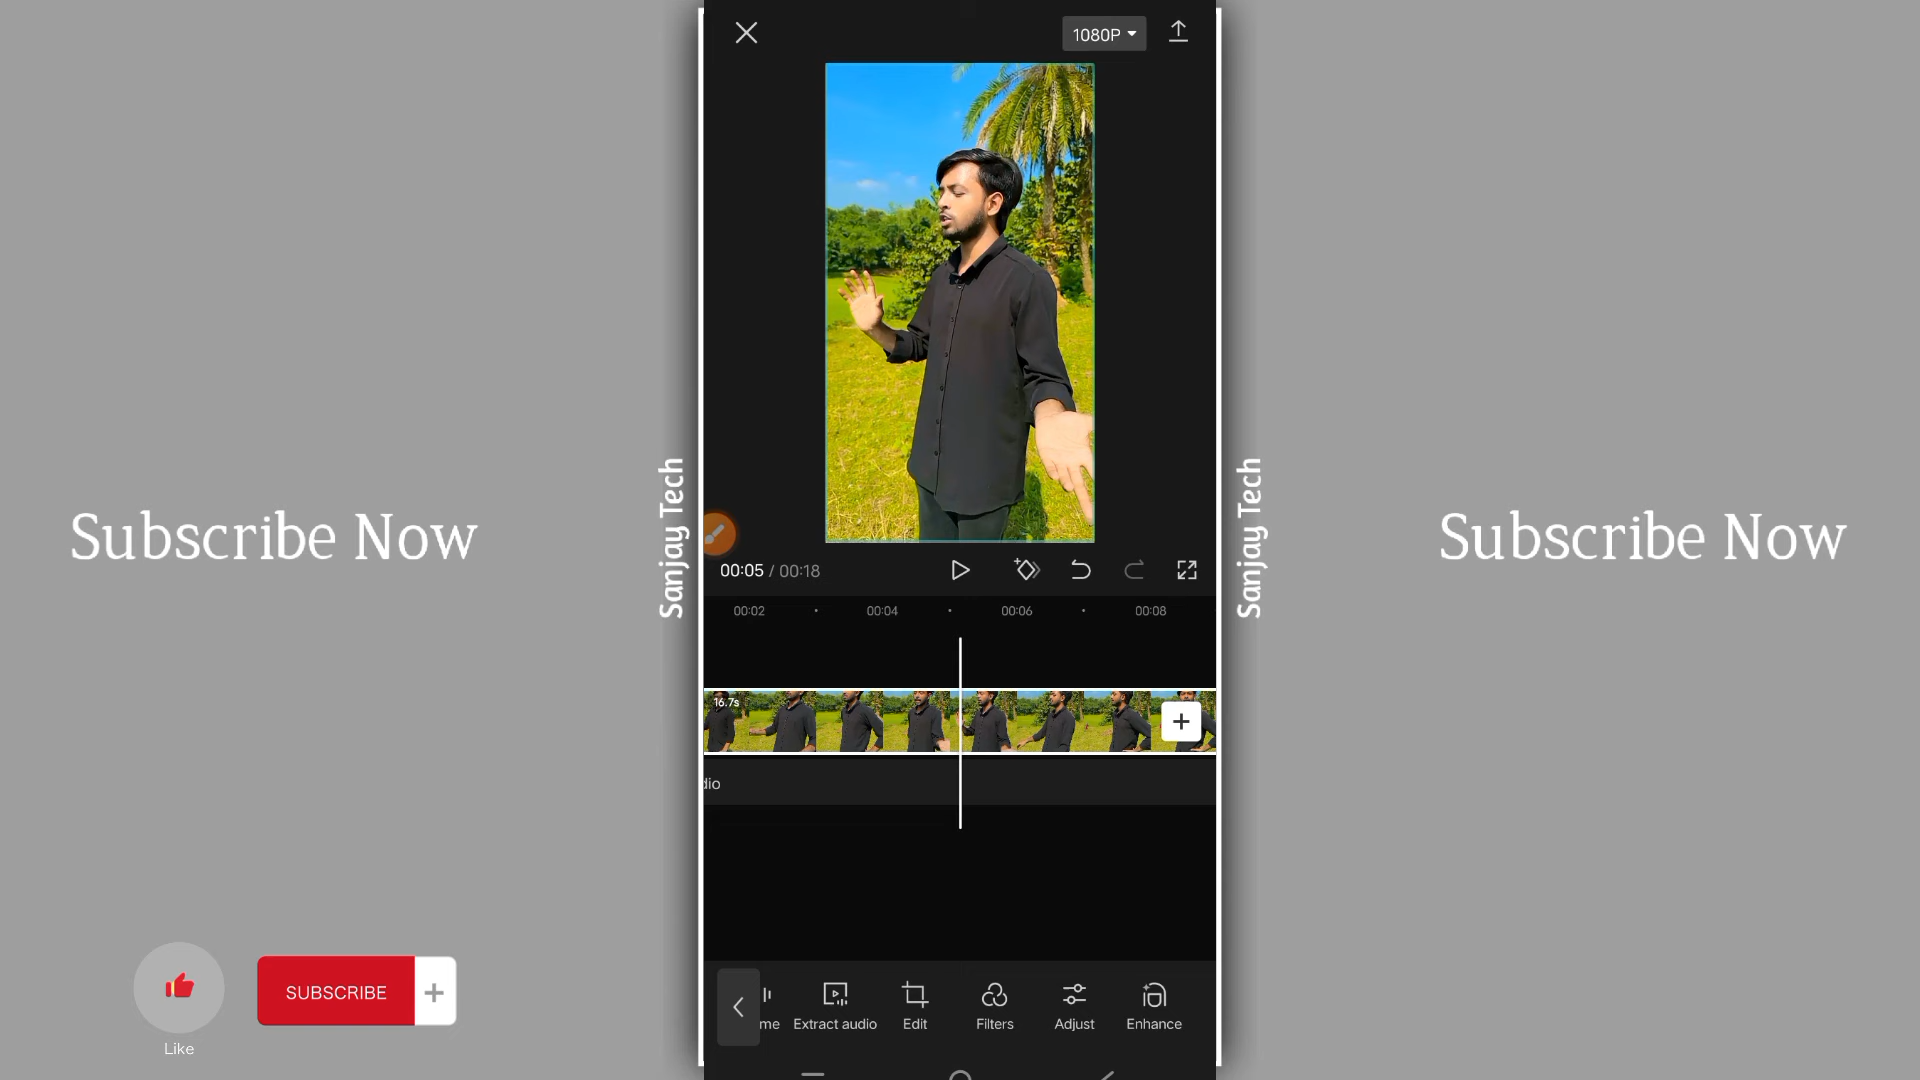 1080P
Subscribe Now
Sanjay Tech
Sanjay Tech
Subscribe Now
00:05 / 00:18
00:02 00:04 00:06 00:08
16.7s
dio
me Extract audio Edit Filters Adjust Enhance
SUBSCRIBE
Like